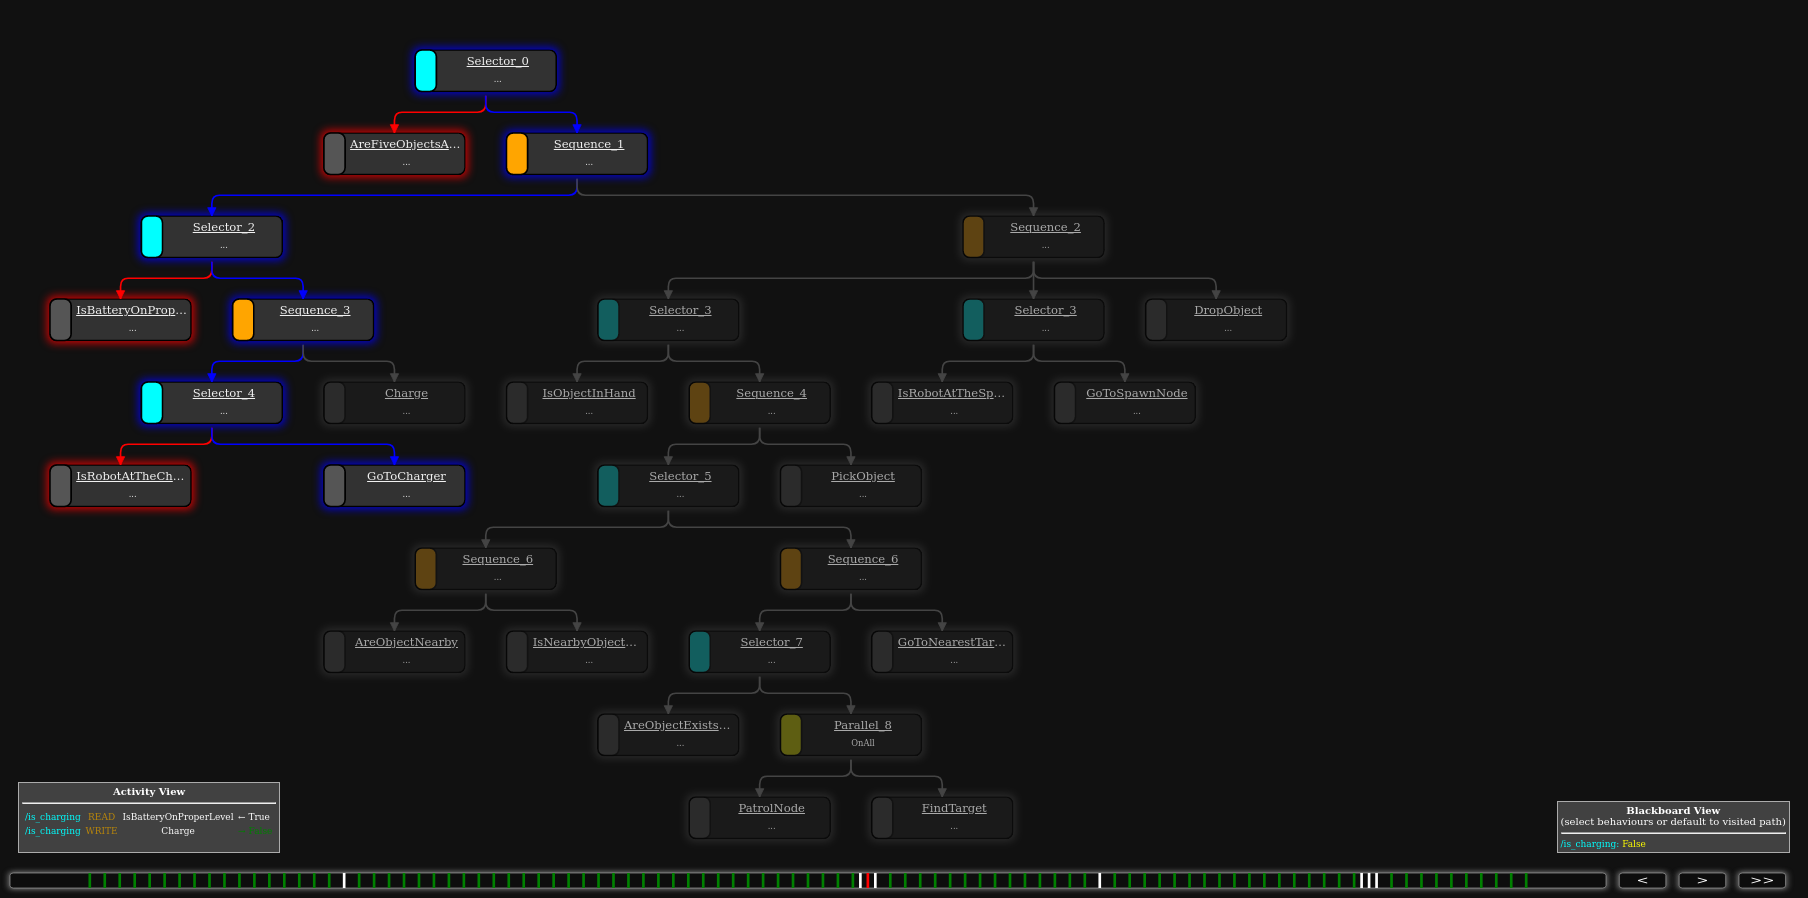 Selector_0
...
AreFiveObjectsA... Sequence_1
... ...
Selector_2 Sequence_2
... ...
IsBatteryOnProp... Sequence_3 Selector_3 Selector_3 DropObject
... ... ... ... ...
Selector_4 Charge IsObjectInHand Sequence_4 IsRobotAtTheSp... GoToSpawnNode
... ... ... ... ... ...
IsRobotAtTheCh... GoToCharger Selector_5 PickObject
... ... ... ...
Sequence_6 Sequence_6
... ...
AreObjectNearby IsNearbyObject... Selector_7 GoToNearestTar...
... ... ... ...
AreObjectExists... Parallel_8
... OnAll
PatrolNode FindTarget
... ...
Activity View
/is_charging READ IsBatteryOnProperLevel ← True
/is_charging WRITE Charge
Blackboard View
(select behaviours or default to visited path)
/is_charging: False
< > >>